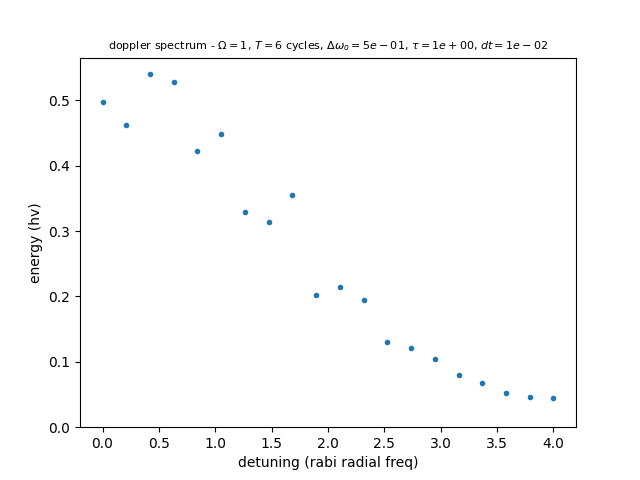 doppler spectrum - Ω = 1, T = 6 cycles, Δω₀ = 5e − 01, τ = 1e + 00, dt = 1e − 02
energy (hv)
0.5
0.4
0.3
0.2
0.1
0.0
0.0 0.5 1.0 1.5 2.0 2.5 3.0 3.5 4.0
detuning (rabi radial freq)